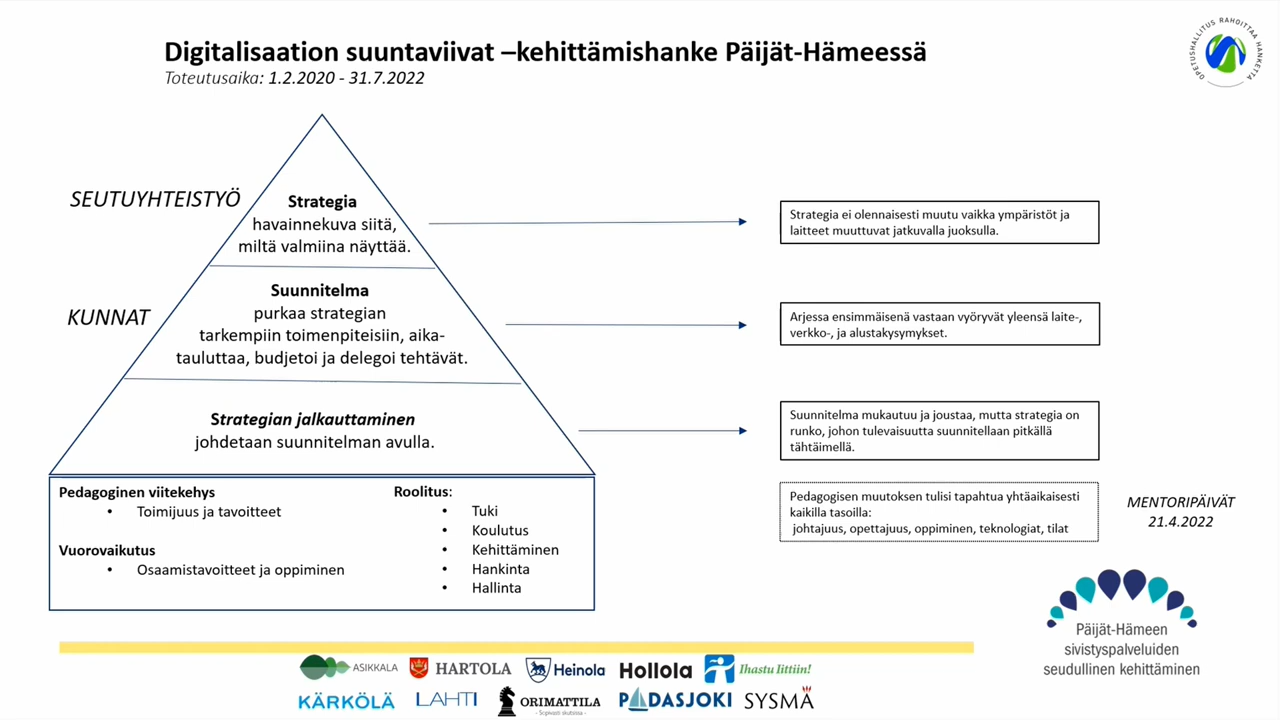 Digitalisaation suuntaviivat –kehittämishanke Päijät-Hämeessä
Toteutusaika: 1.2.2020 - 31.7.2022
OPETUSHALLITUS RAHOITTAA HANKETTA
SEUTUYHTEISTYÖ
Strategia
havainnekuva siitä,
miltä valmiina näyttää.
Strategia ei olennaisesti muutu vaikka ympäristöt ja
laitteet muuttuvat jatkuvalla juoksulla.
KUNNAT
Suunnitelma
purkaa strategian
tarkempiin toimenpiteisiin, aika-
tauluttaa, budjetoi ja delegoi tehtävät.
Arjessa ensimmäisenä vastaan vyöryvät yleensä laite-,
verkko-, ja alustakysymykset.
Strategian jalkauttaminen
johdetaan suunnitelman avulla.
Suunnitelma mukautuu ja joustaa, mutta strategia on
runko, johon tulevaisuutta suunnitellaan pitkällä
tähtäimellä.
Pedagoginen viitekehys
• Toimijuus ja tavoitteet
Vuorovaikutus
• Osaamistavoitteet ja oppiminen
Roolitus:
• Tuki
• Koulutus
• Kehittäminen
• Hankinta
• Hallinta
Pedagogisen muutoksen tulisi tapahtua yhtäaikaisesti
kaikilla tasoilla:
johtajuus, opettajuus, oppiminen, teknologiat, tilat
MENTORIPÄIVÄT
21.4.2022
Päijät-Hämeen
sivistyspalveluiden
seudullinen kehittäminen
ASIKKALA HARTOLA Heinola Hollola Ihastu Iittiin!
KÄRKÖLÄ LAHTI ORIMATTILA PADASJOKI SYSMÄ